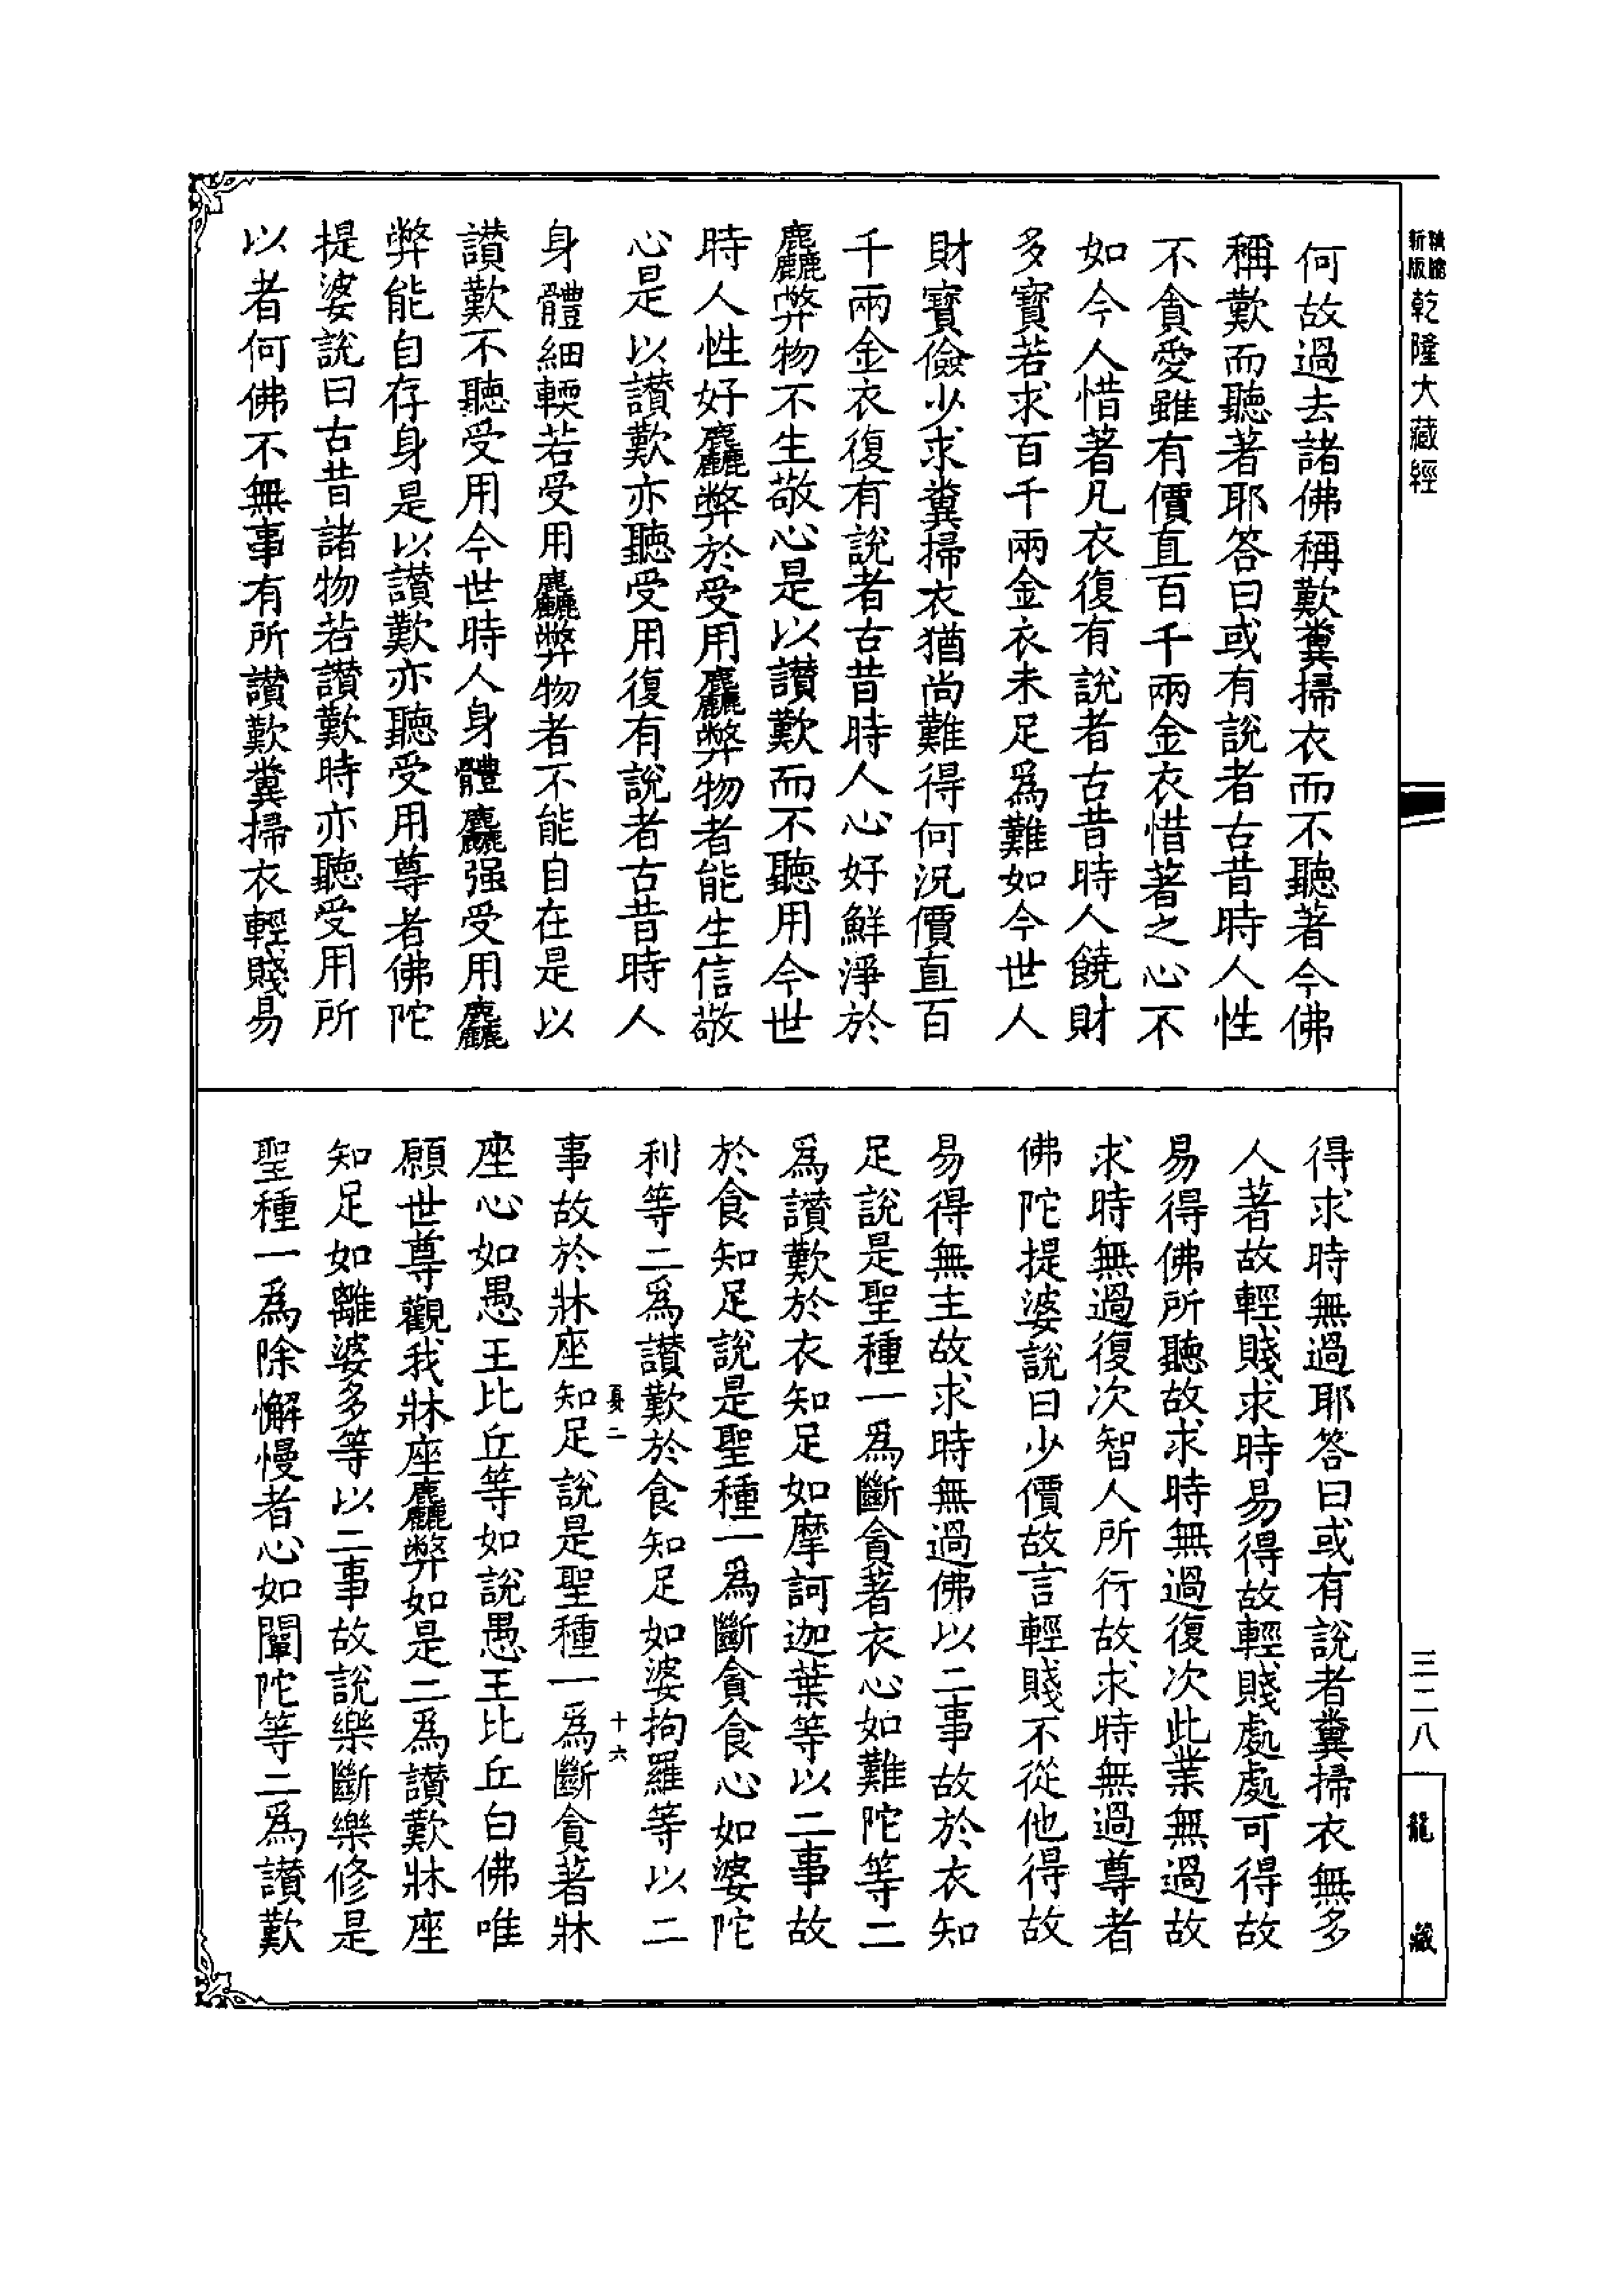 新版
乾隆大藏經
何故過去諸佛稱歎糞掃衣而不聽著今佛
稱歎而聽著耶答曰或有說者古昔時人性
不貪愛雖有價直百千兩金衣惜著之心不
如今人惜著凡衣復有說者古昔時人饒財
多寶若求百千兩金衣未足爲難如今世人
財寶儉少求糞掃衣猶尚難得何況價直百
千兩金衣復有說者古昔時人心好鮮淨於
麤弊物不生敬心是以讃歎而不聽用今世
時人性好麤弊於受用麤弊物者能生信敬
心是以讃歎亦聽受用復有說者古昔時人
身體細輭若受用麤弊物者不能自在是以
讃歎不聽受用今世時人身體麤强受用麤
弊能自存身是以讃歎亦聽受用尊者佛陀
提婆說曰古昔諸物若讃歎時亦聽受用所
以者何佛不無事有所讃歎糞掃衣輕賤易
得求時無過耶答曰或有說者糞掃衣無多
人著故輕賤求時易得故輕賤處處可得故
易得佛所聽故求時無過復次此業無過故
求時無過復次智人所行故求時無過尊者
佛陀提婆說曰少價故言輕賤不從他得故
易得無主故求時無過佛以二事故於衣知
足說是聖種一爲斷貪著衣心如難陀等二
爲讃歎於衣知足如摩訶迦葉等以二事故
於食知足說是聖種一爲斷貪食心如婆陀
利等二爲讃歎於食知足如婆拘羅等以二
二 十六
事故於牀座知足說是聖種一爲斷貪著牀
座心如愚王比丘等如說愚王比丘白佛唯
願世尊觀我牀座麤弊如是二爲讃歎牀座
知足如離婆多等以二事故說樂斷樂修是
聖種一爲除懈慢者心如闡陀等二爲讃歎
三二八
龍藏